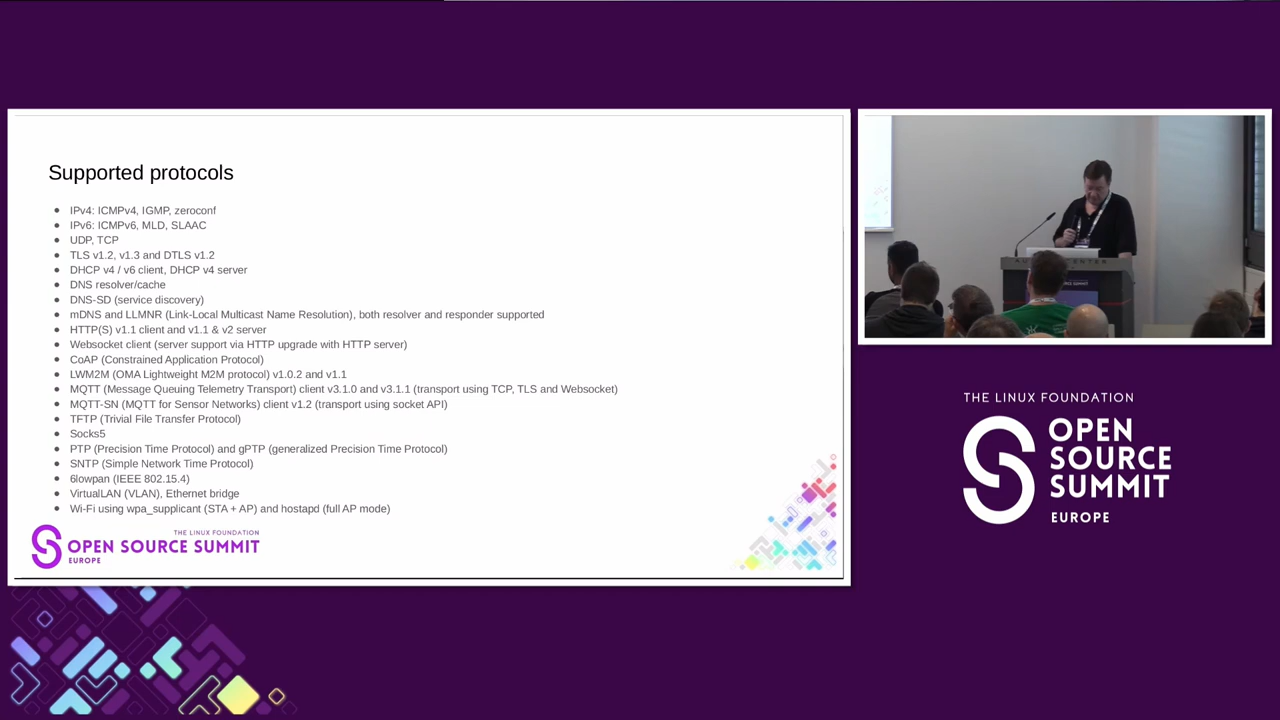 Supported protocols
● IPv4: ICMPv4, IGMP, zeroconf
● IPv6: ICMPv6, MLD, SLAAC
● UDP, TCP
● TLS v1.2, v1.3 and DTLS v1.2
● DHCP v4 / v6 client, DHCP v4 server
● DNS resolver/cache
● DNS-SD (service discovery)
● mDNS and LLMNR (Link-Local Multicast Name Resolution), both resolver and responder supported
● HTTP(S) v1.1 client and v1.1 & v2 server
● Websocket client (server support via HTTP upgrade with HTTP server)
● CoAP (Constrained Application Protocol)
● LWM2M (OMA Lightweight M2M protocol) v1.0.2 and v1.1
● MQTT (Message Queuing Telemetry Transport) client v3.1.0 and v3.1.1 (transport using TCP, TLS and Websocket)
● MQTT-SN (MQTT for Sensor Networks) client v1.2 (transport using socket API)
● TFTP (Trivial File Transfer Protocol)
● Socks5
● PTP (Precision Time Protocol) and gPTP (generalized Precision Time Protocol)
● SNTP (Simple Network Time Protocol)
● 6lowpan (IEEE 802.15.4)
● VirtualLAN (VLAN), Ethernet bridge
● Wi-Fi using wpa_supplicant (STA + AP) and hostapd (full AP mode)
THE LINUX FOUNDATION
OPEN SOURCE SUMMIT
EUROPE
THE LINUX FOUNDATION
OPEN
SOURCE
SUMMIT
EUROPE